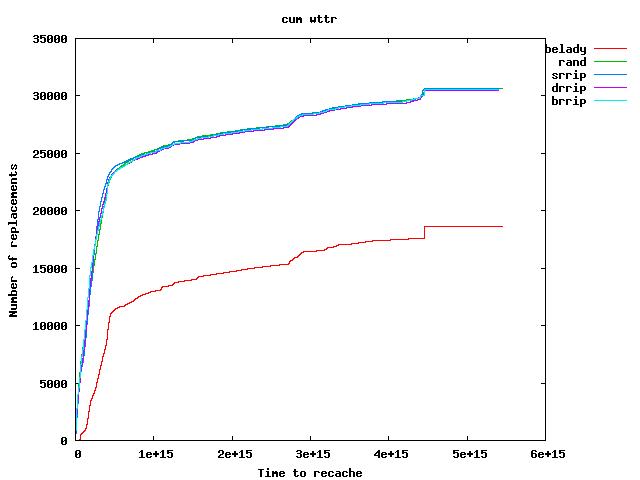 cum wttr
35000
30000
25000
20000
15000
10000
5000
0
Number of replacements
belady
rand
srrip
drrip
brrip
0 1e+15 2e+15 3e+15 4e+15 5e+15 6e+15
Time to recache